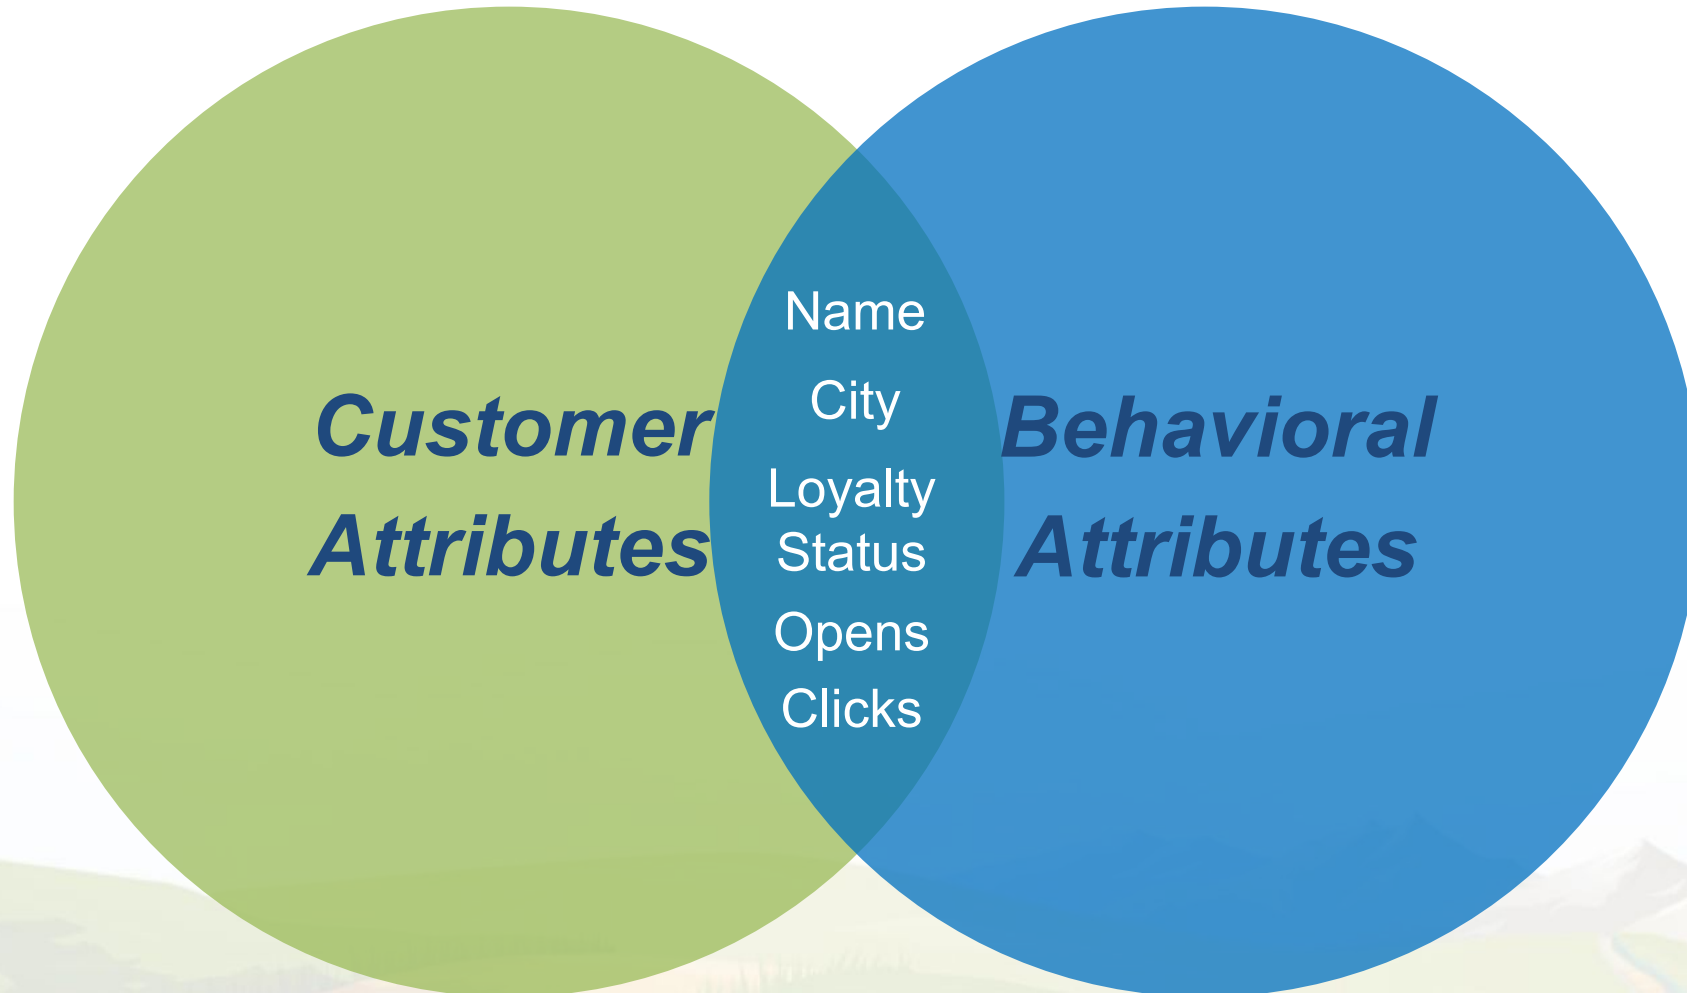 Customer
Attributes
Name
City
Loyalty
Status
Opens
Clicks
Behavioral
Attributes